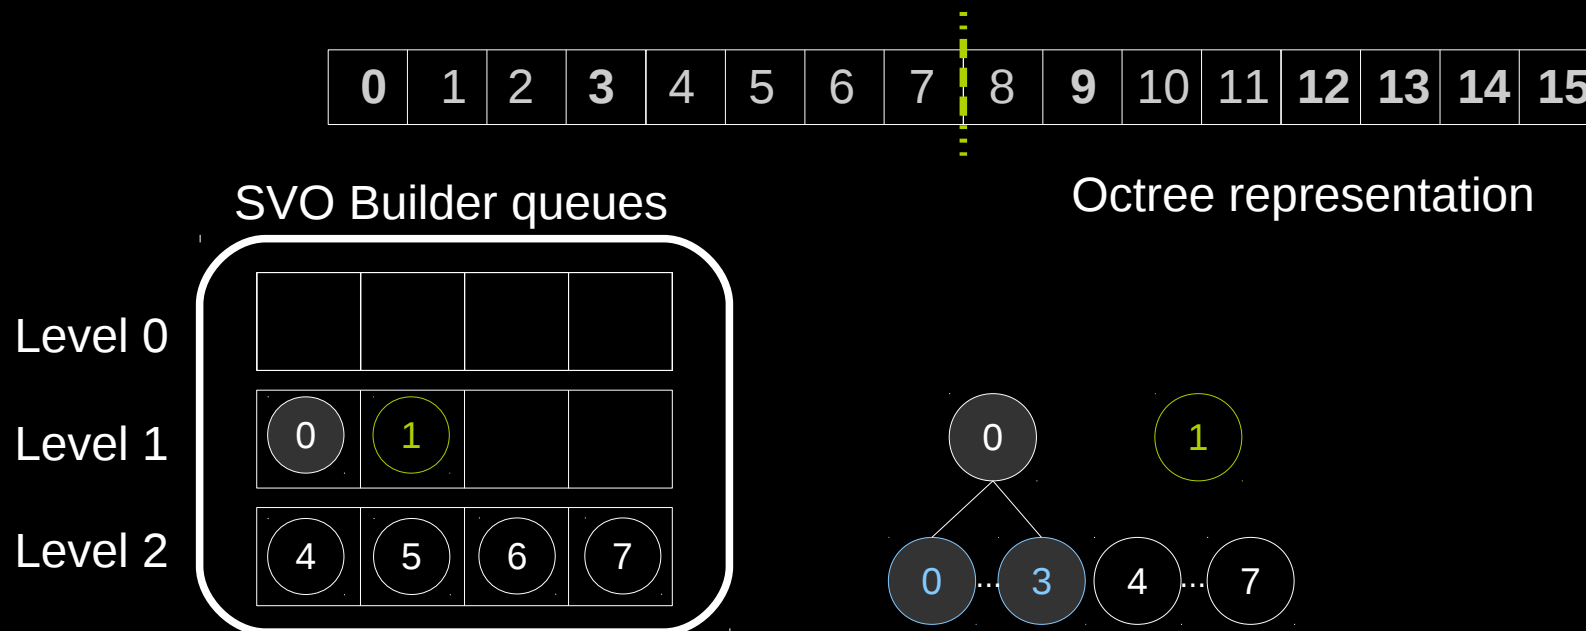 0 1 2 3 4 5 6 7 8 9 10 11 12 13 14 15
SVO Builder queues
Octree representation
Level 0
Level 1
0 1
0 1
Level 2
4 5 6 7
0 ... 3 4 ... 7